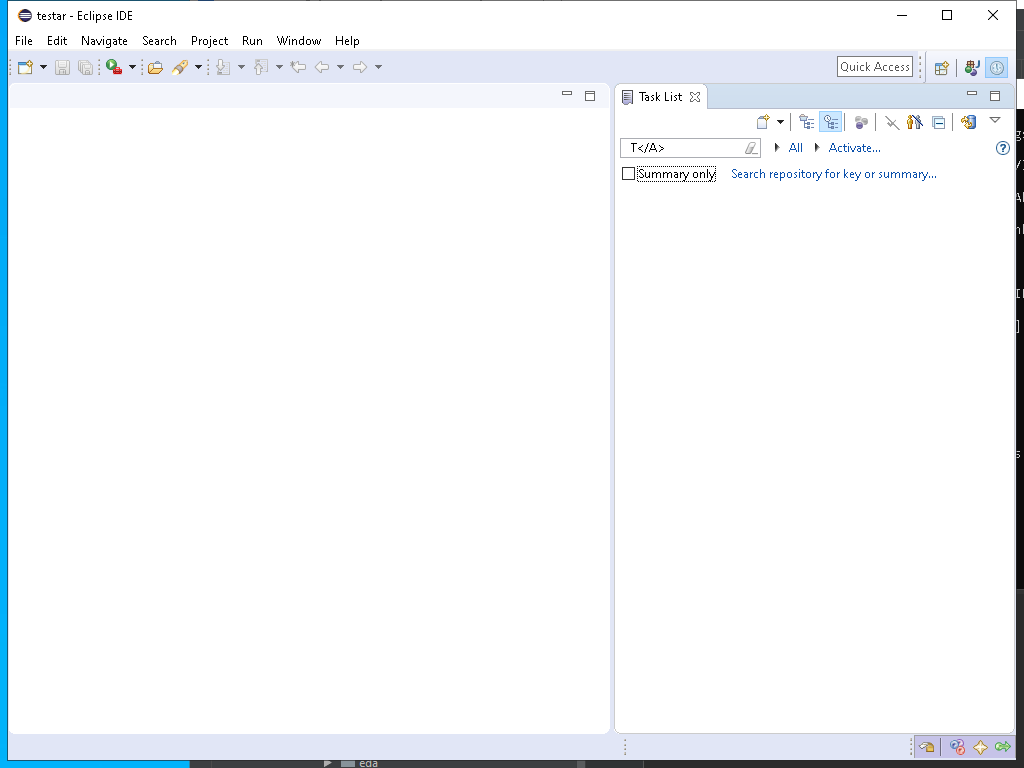 testar - Eclipse IDE
File Edit Navigate Search Project Run Window Help
Quick Access
Task List
T</A> All Activate...
Summary only Search repository for key or summary...
eda